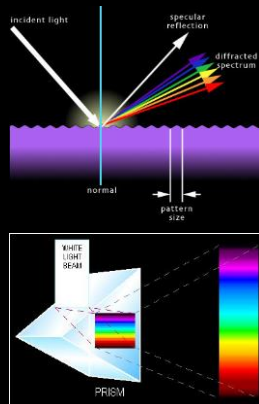 incident light
specular
reflection
diffracted
spectrum
normal
pattern
size
WHITE
LIGHT
BEAM
PRISM